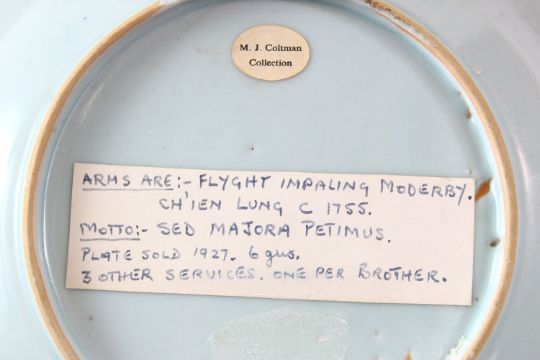 M. J. Coltman
Collection
ARMS ARE:- FLYGHT IMPALING MODERBY.
CH'IEN LUNG C 1755.
MOTTO:- SED MAJORA PETIMUS.
PLATE SOLD 1927. 6 gns.
3 OTHER SERVICES. ONE PER BROTHER.